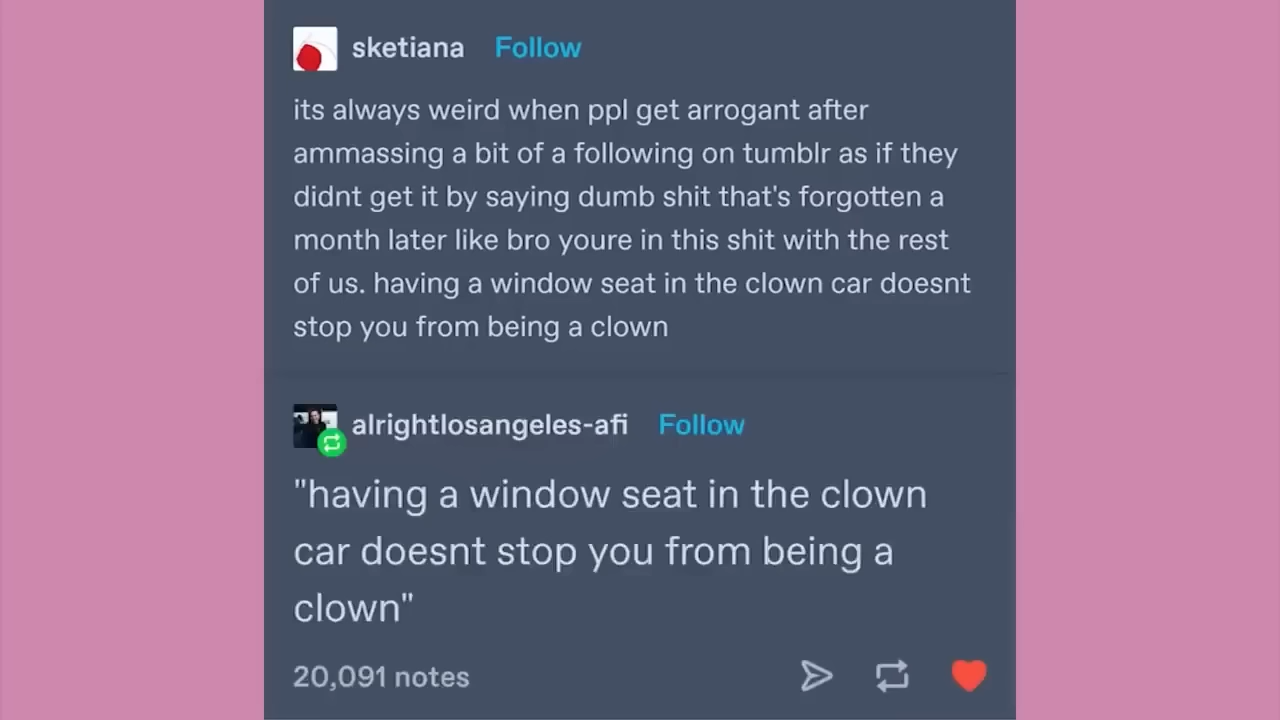 sketiana Follow
its always weird when ppl get arrogant after
ammassing a bit of a following on tumblr as if they
didnt get it by saying dumb shit that's forgotten a
month later like bro youre in this shit with the rest
of us. having a window seat in the clown car doesnt
stop you from being a clown
alrightlosangeles-afi Follow
"having a window seat in the clown
car doesnt stop you from being a
clown"
20,091 notes